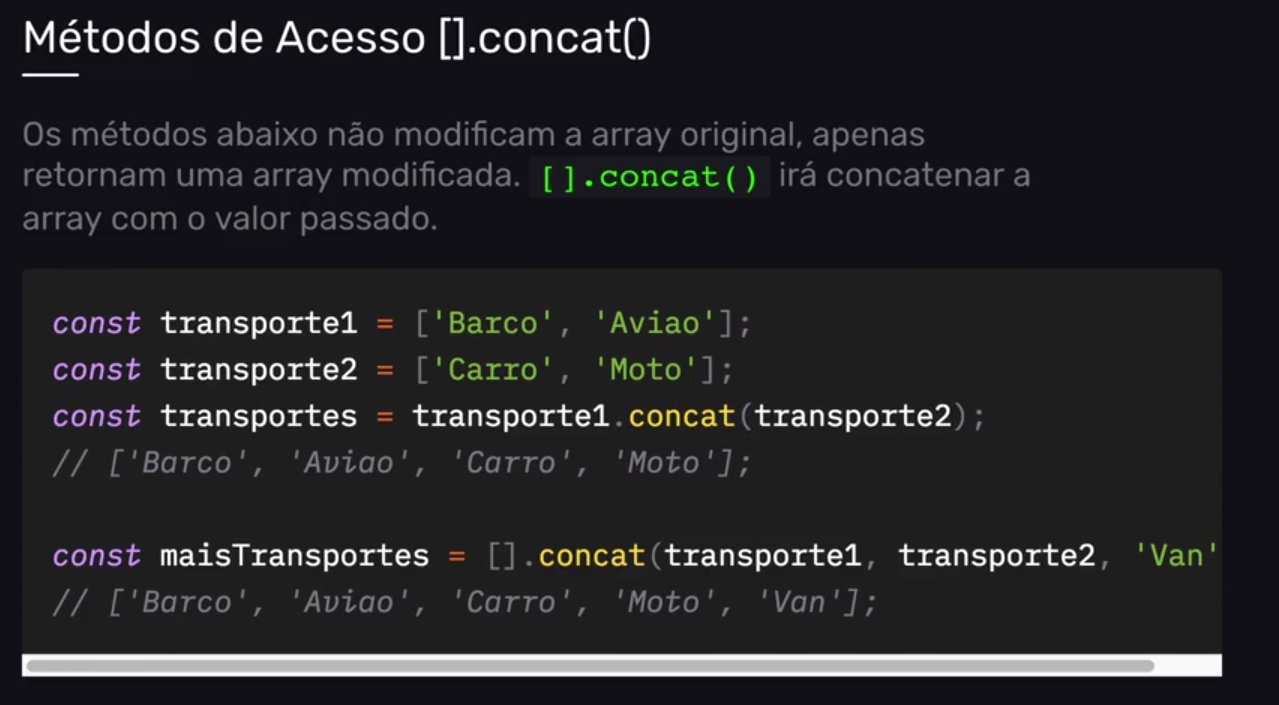 Métodos de Acesso [].concat()
Os métodos abaixo não modificam a array original, apenas
retornam uma array modificada. [].concat() irá concatenar a
array com o valor passado.
const transporte1 = ['Barco', 'Aviao'];
const transporte2 = ['Carro', 'Moto'];
const transportes = transporte1.concat(transporte2);
// ['Barco', 'Aviao', 'Carro', 'Moto'];
const maisTransportes = [].concat(transporte1, transporte2, 'Van'
// ['Barco', 'Aviao', 'Carro', 'Moto', 'Van'];